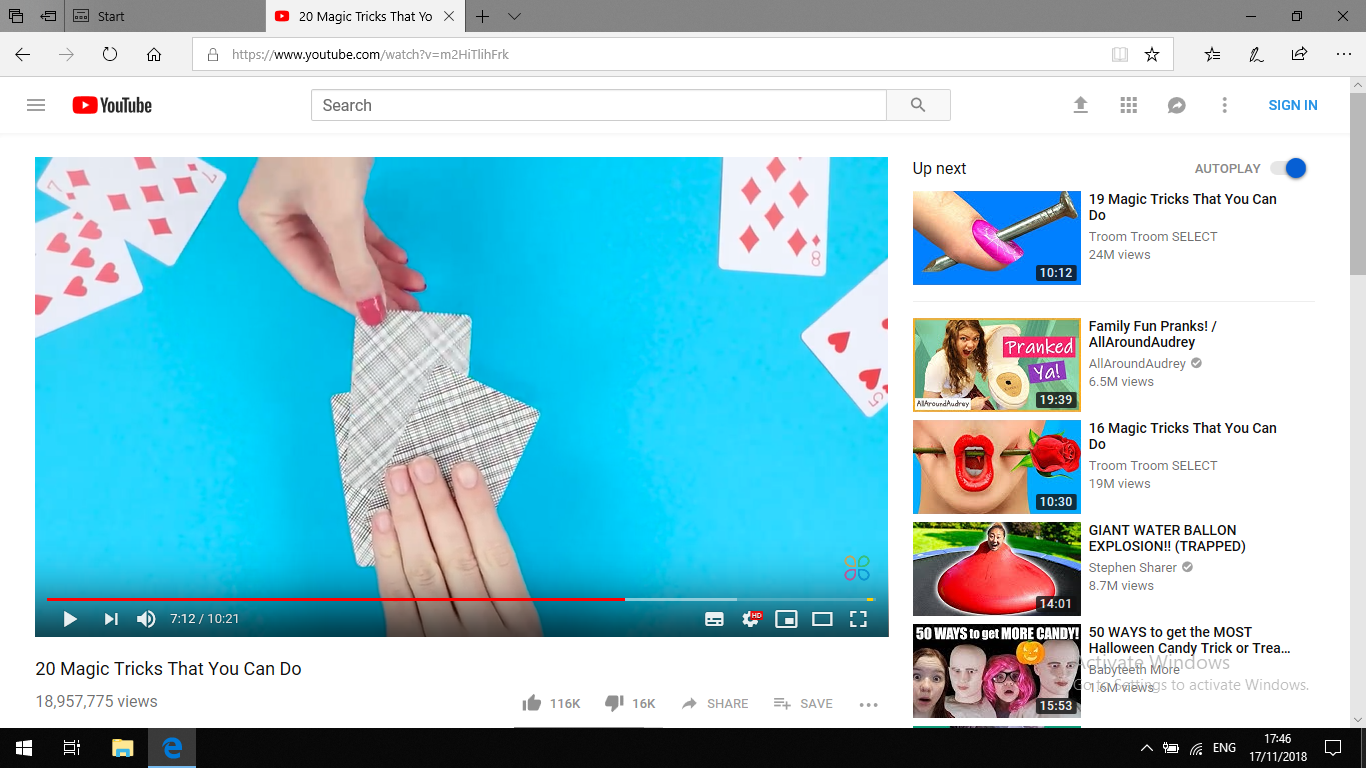 Start
20 Magic Tricks That Yo
https://www.youtube.com/watch?v=m2HiTlihFrk
YouTube
Search
SIGN IN
7
8
5
7:12 / 10:21
HD
20 Magic Tricks That You Can Do
18,957,775 views
116K
16K
SHARE
SAVE
Up next
AUTOPLAY
10:12
19 Magic Tricks That You Can
Do
Troom Troom SELECT
24M views
Pranked
Ya!
AllAroundAudrey
19:39
Family Fun Pranks! /
AllAroundAudrey
AllAroundAudrey
6.5M views
10:30
16 Magic Tricks That You Can
Do
Troom Troom SELECT
19M views
14:01
GIANT WATER BALLON
EXPLOSION!! (TRAPPED)
Stephen Sharer
8.7M views
50 WAYS to get MORE CANDY!
15:53
50 WAYS to get the MOST
Halloween Candy Trick or Trea...
Babyteeth More
1.6M views
Activate Windows
Go to Settings to activate Windows.
ENG
17:46
17/11/2018